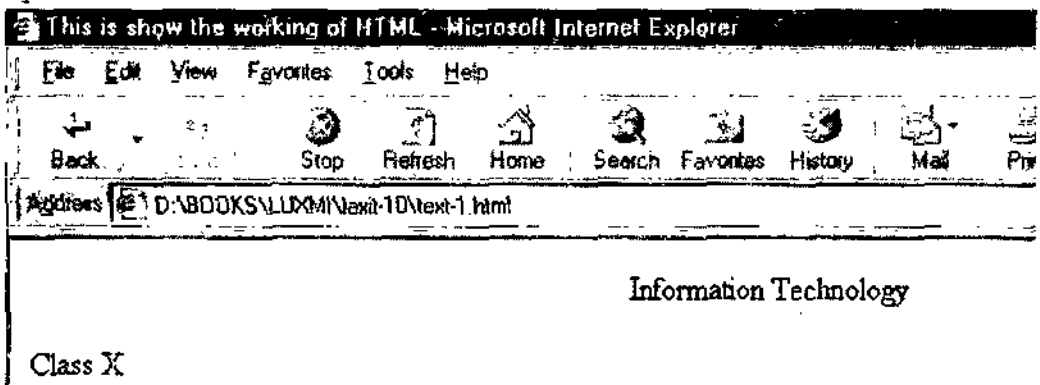 This is show the working of HTML - Microsoft Internet Explorer
File Edit View Favorites Tools Help
Back Stop Refresh Home Search Favorites History Mail
Address D:\BOOKS\LUXMI\laxit-10\text-1.html
Information Technology
Class X